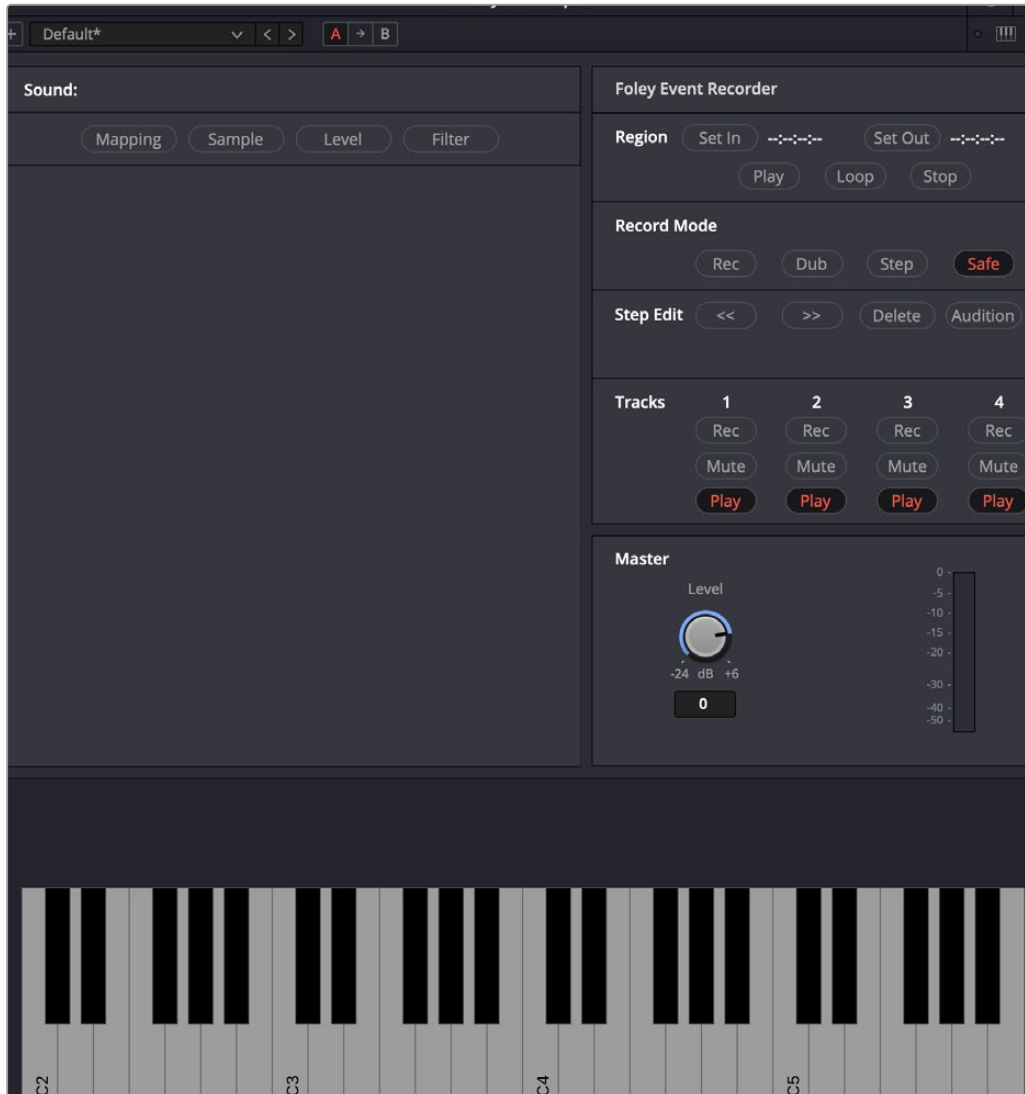 + Default* < > A → B
Sound:
Mapping Sample Level Filter
Foley Event Recorder
Region Set In --:--:--:-- Set Out --:--:--:--
Play Loop Stop
Record Mode
Rec Dub Step Safe
Step Edit << >> Delete Audition
Tracks 1 2 3 4
Rec Rec Rec Rec
Mute Mute Mute Mute
Play Play Play Play
Master
Level
-24 dB +6
0
0
-5
-10
-15
-20
-30
-40
-50
C2 C3 C4 C5